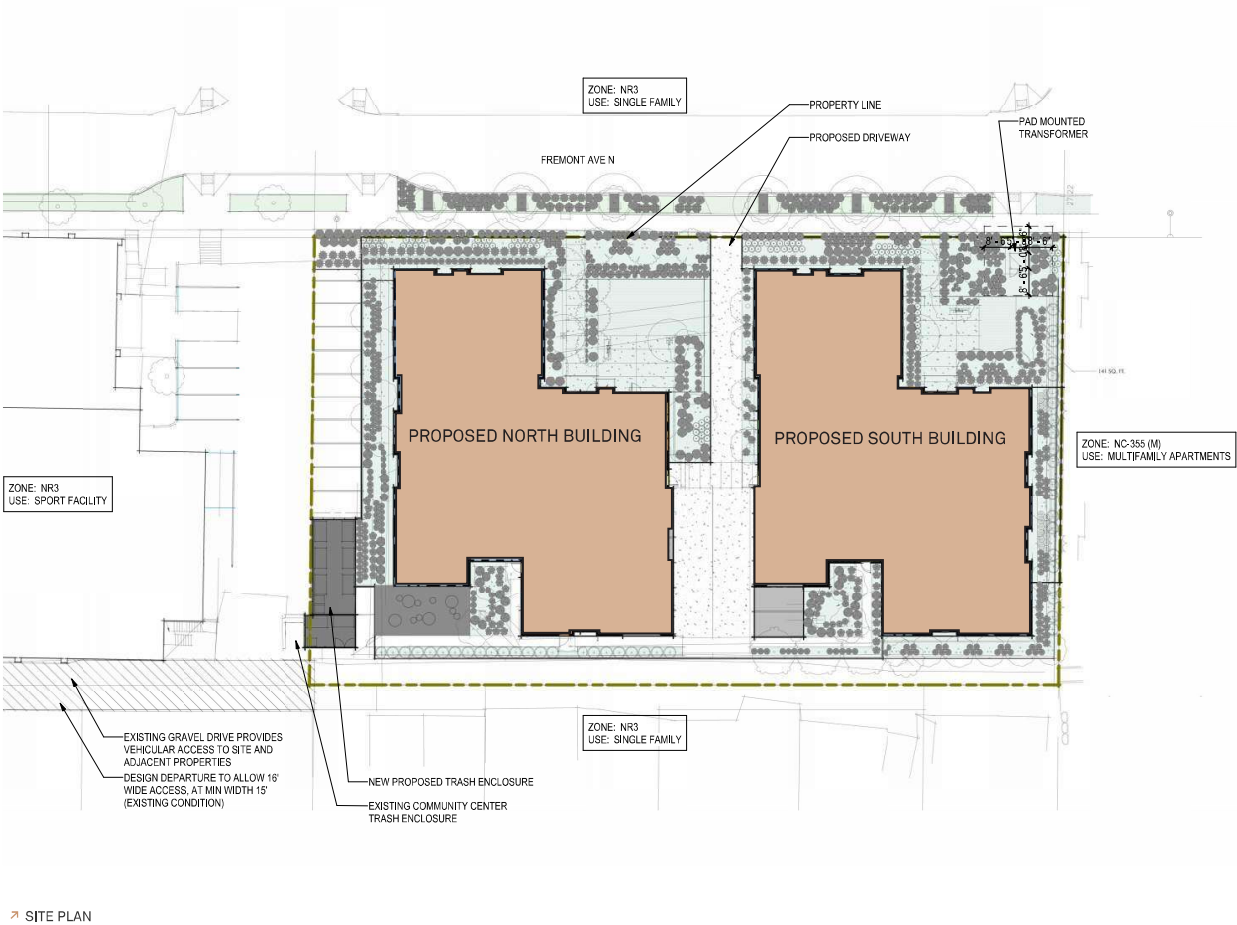 ZONE: NR3
USE: SINGLE FAMILY
PROPERTY LINE
PAD MOUNTED
TRANSFORMER
PROPOSED DRIVEWAY
FREMONT AVE N
141 SQ. FT.
PROPOSED NORTH BUILDING
PROPOSED SOUTH BUILDING
ZONE: NC-355 (M)
USE: MULTIFAMILY APARTMENTS
ZONE: NR3
USE: SPORT FACILITY
ZONE: NR3
USE: SINGLE FAMILY
EXISTING GRAVEL DRIVE PROVIDES
VEHICULAR ACCESS TO SITE AND
ADJACENT PROPERTIES
DESIGN DEPARTURE TO ALLOW 16'
WIDE ACCESS, AT MIN WIDTH 15'
(EXISTING CONDITION)
NEW PROPOSED TRASH ENCLOSURE
EXISTING COMMUNITY CENTER
TRASH ENCLOSURE
SITE PLAN